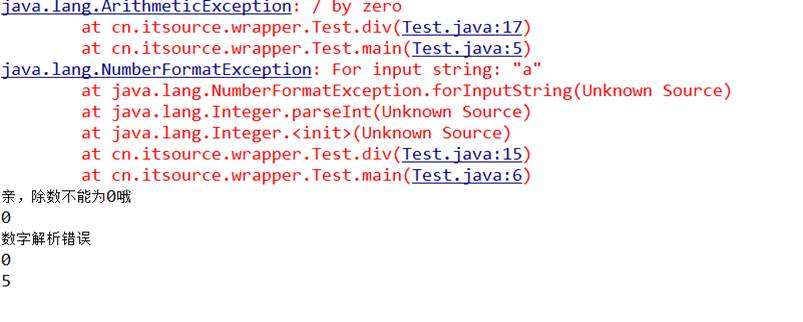 java.lang.ArithmeticException: / by zero
at cn.itsource.wrapper.Test.div(Test.java:17)
at cn.itsource.wrapper.Test.main(Test.java:5)
java.lang.NumberFormatException: For input string: "a"
at java.lang.NumberFormatException.forInputString(Unknown Source)
at java.lang.Integer.parseInt(Unknown Source)
at java.lang.Integer.<init>(Unknown Source)
at cn.itsource.wrapper.Test.div(Test.java:15)
at cn.itsource.wrapper.Test.main(Test.java:6)
亲，除数不能为0哦
0
数字解析错误
0
5